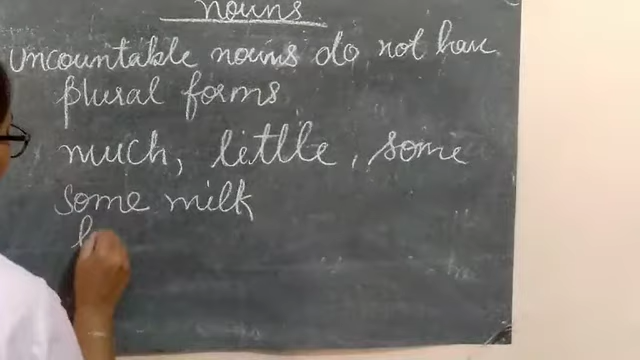 nouns
Uncountable nouns do not have
plural forms
much, little, some
some milk